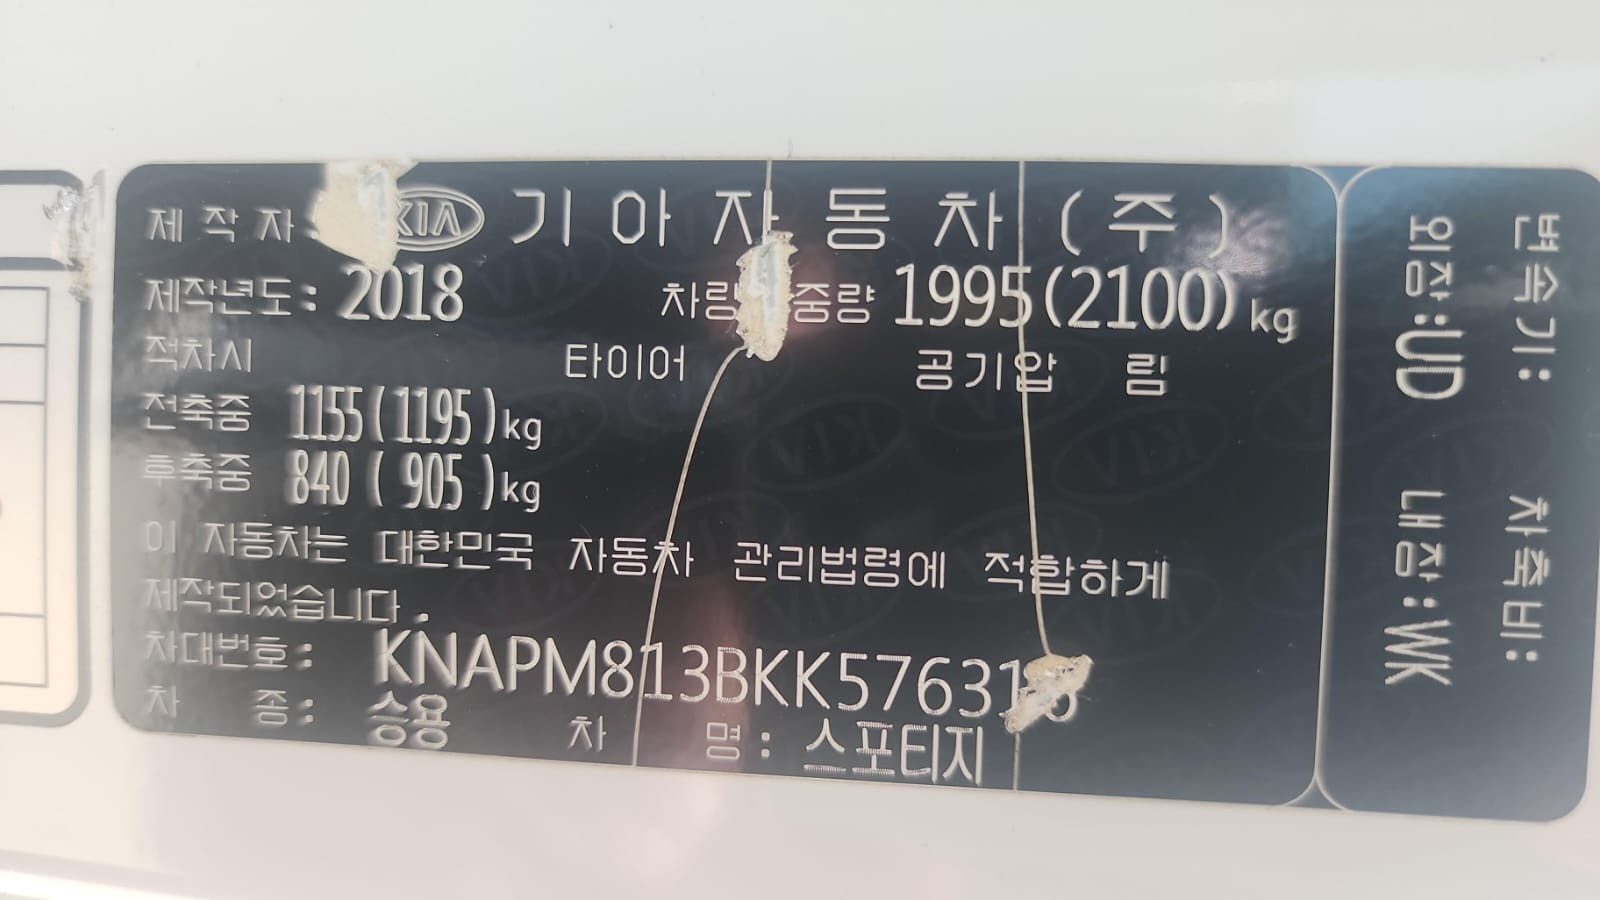 제 작 자 KIA 기 아 자 동 차 (주)
제작년도: 2018 차량 중량 1995(2100)kg
적차시 타이어 공기압 림
전축중 1155(1195)kg
후축중 840(905)kg
이 자동차는 대한민국 자동차 관리법령에 적합하게
제작되었습니다.
차대번호:
차 종: 승용 차 명: 스포티지
변속기: 차축비:
외장:UD 내장:WK